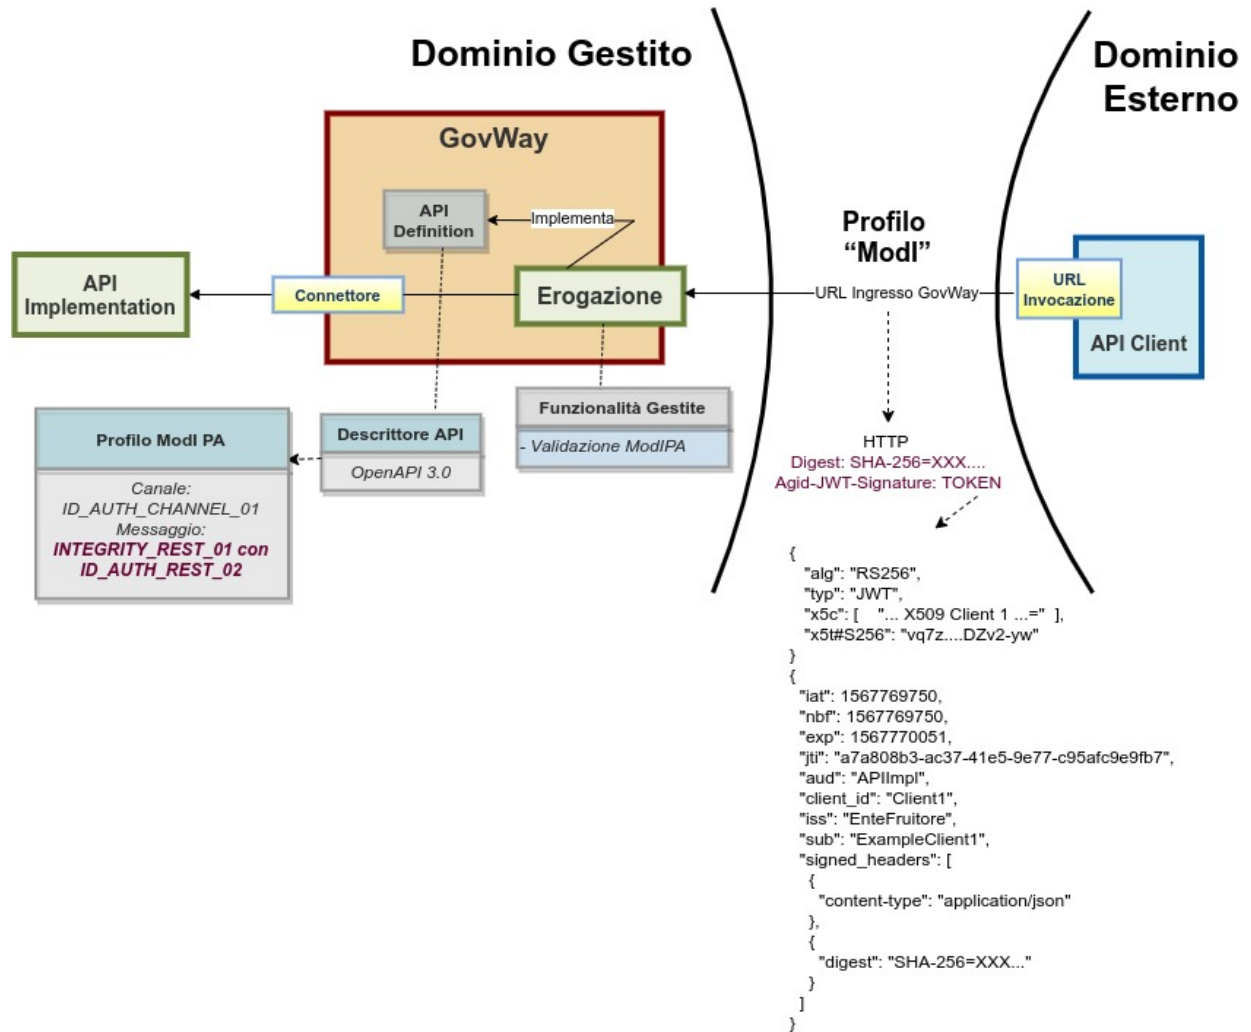 Dominio Gestito
Dominio
Esterno
GovWay
API
Definition
Implementa
Profilo
“ModI”
API
Implementation
Connettore
Erogazione
URL Ingresso GovWay
URL
Invocazione
API Client
Profilo ModI PA
Canale:
ID_AUTH_CHANNEL_01
Messaggio:
INTEGRITY_REST_01 con
ID_AUTH_REST_02
Descrittore API
OpenAPI 3.0
Funzionalità Gestite
- Validazione ModIPA
HTTP
Digest: SHA-256=XXX....
Agid-JWT-Signature: TOKEN
{
"alg": "RS256",
"typ": "JWT",
"x5c": [ "... X509 Client 1 ...=" ],
"x5t#S256": "vq7z....DZv2-yw"
}
{
"iat": 1567769750,
"nbf": 1567769750,
"exp": 1567770051,
"jti": "a7a808b3-ac37-41e5-9e77-c95afc9e9fb7",
"aud": "APIImpl",
"client_id": "Client1",
"iss": "EnteFruitore",
"sub": "ExampleClient1",
"signed_headers": [
{
"content-type": "application/json"
},
{
"digest": "SHA-256=XXX..."
}
]
}